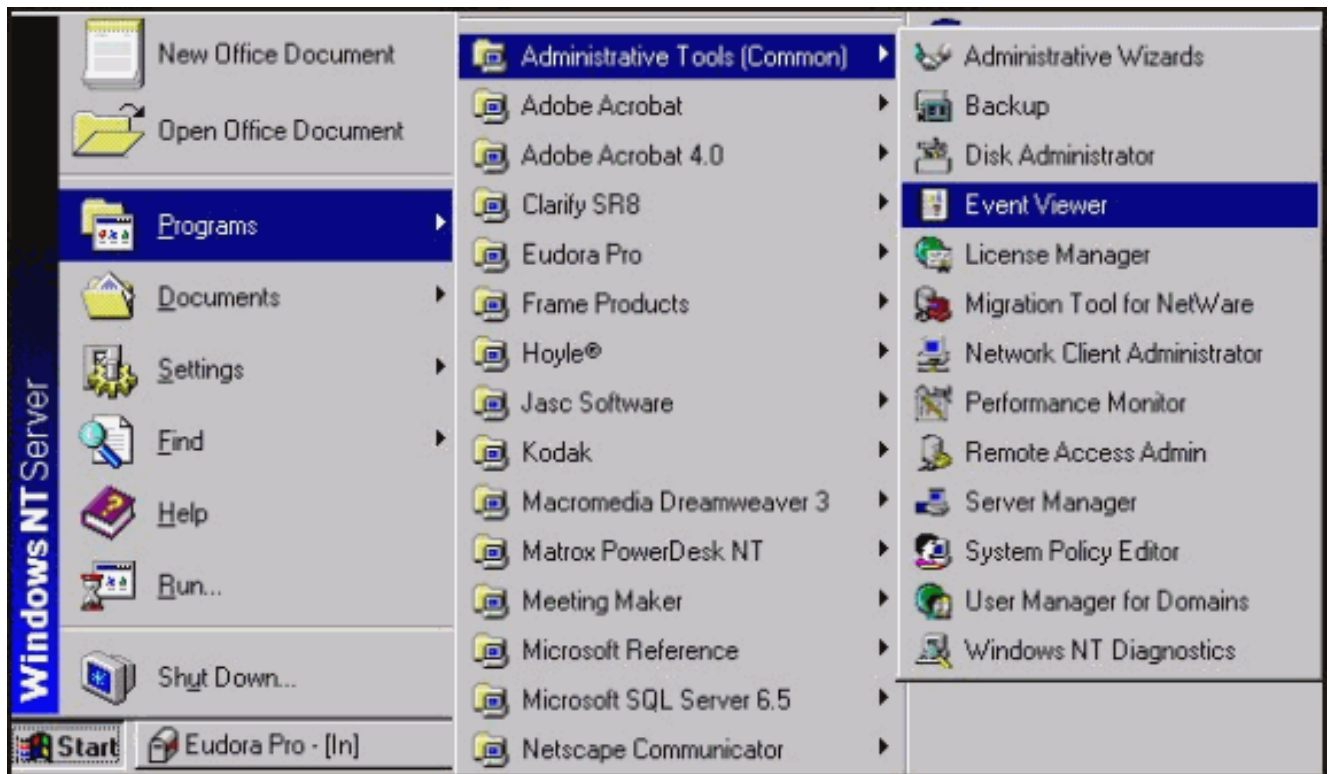 New Office Document
Open Office Document
Programs
Documents
Settings
Find
Help
Run...
Shut Down...
Windows NT Server
Start
Eudora Pro - [In]
Administrative Tools (Common)
Adobe Acrobat
Adobe Acrobat 4.0
Clarify SR8
Eudora Pro
Frame Products
Hoyle®
Jasc Software
Kodak
Macromedia Dreamweaver 3
Matrox PowerDesk NT
Meeting Maker
Microsoft Reference
Microsoft SQL Server 6.5
Netscape Communicator
Administrative Wizards
Backup
Disk Administrator
Event Viewer
License Manager
Migration Tool for NetWare
Network Client Administrator
Performance Monitor
Remote Access Admin
Server Manager
System Policy Editor
User Manager for Domains
Windows NT Diagnostics